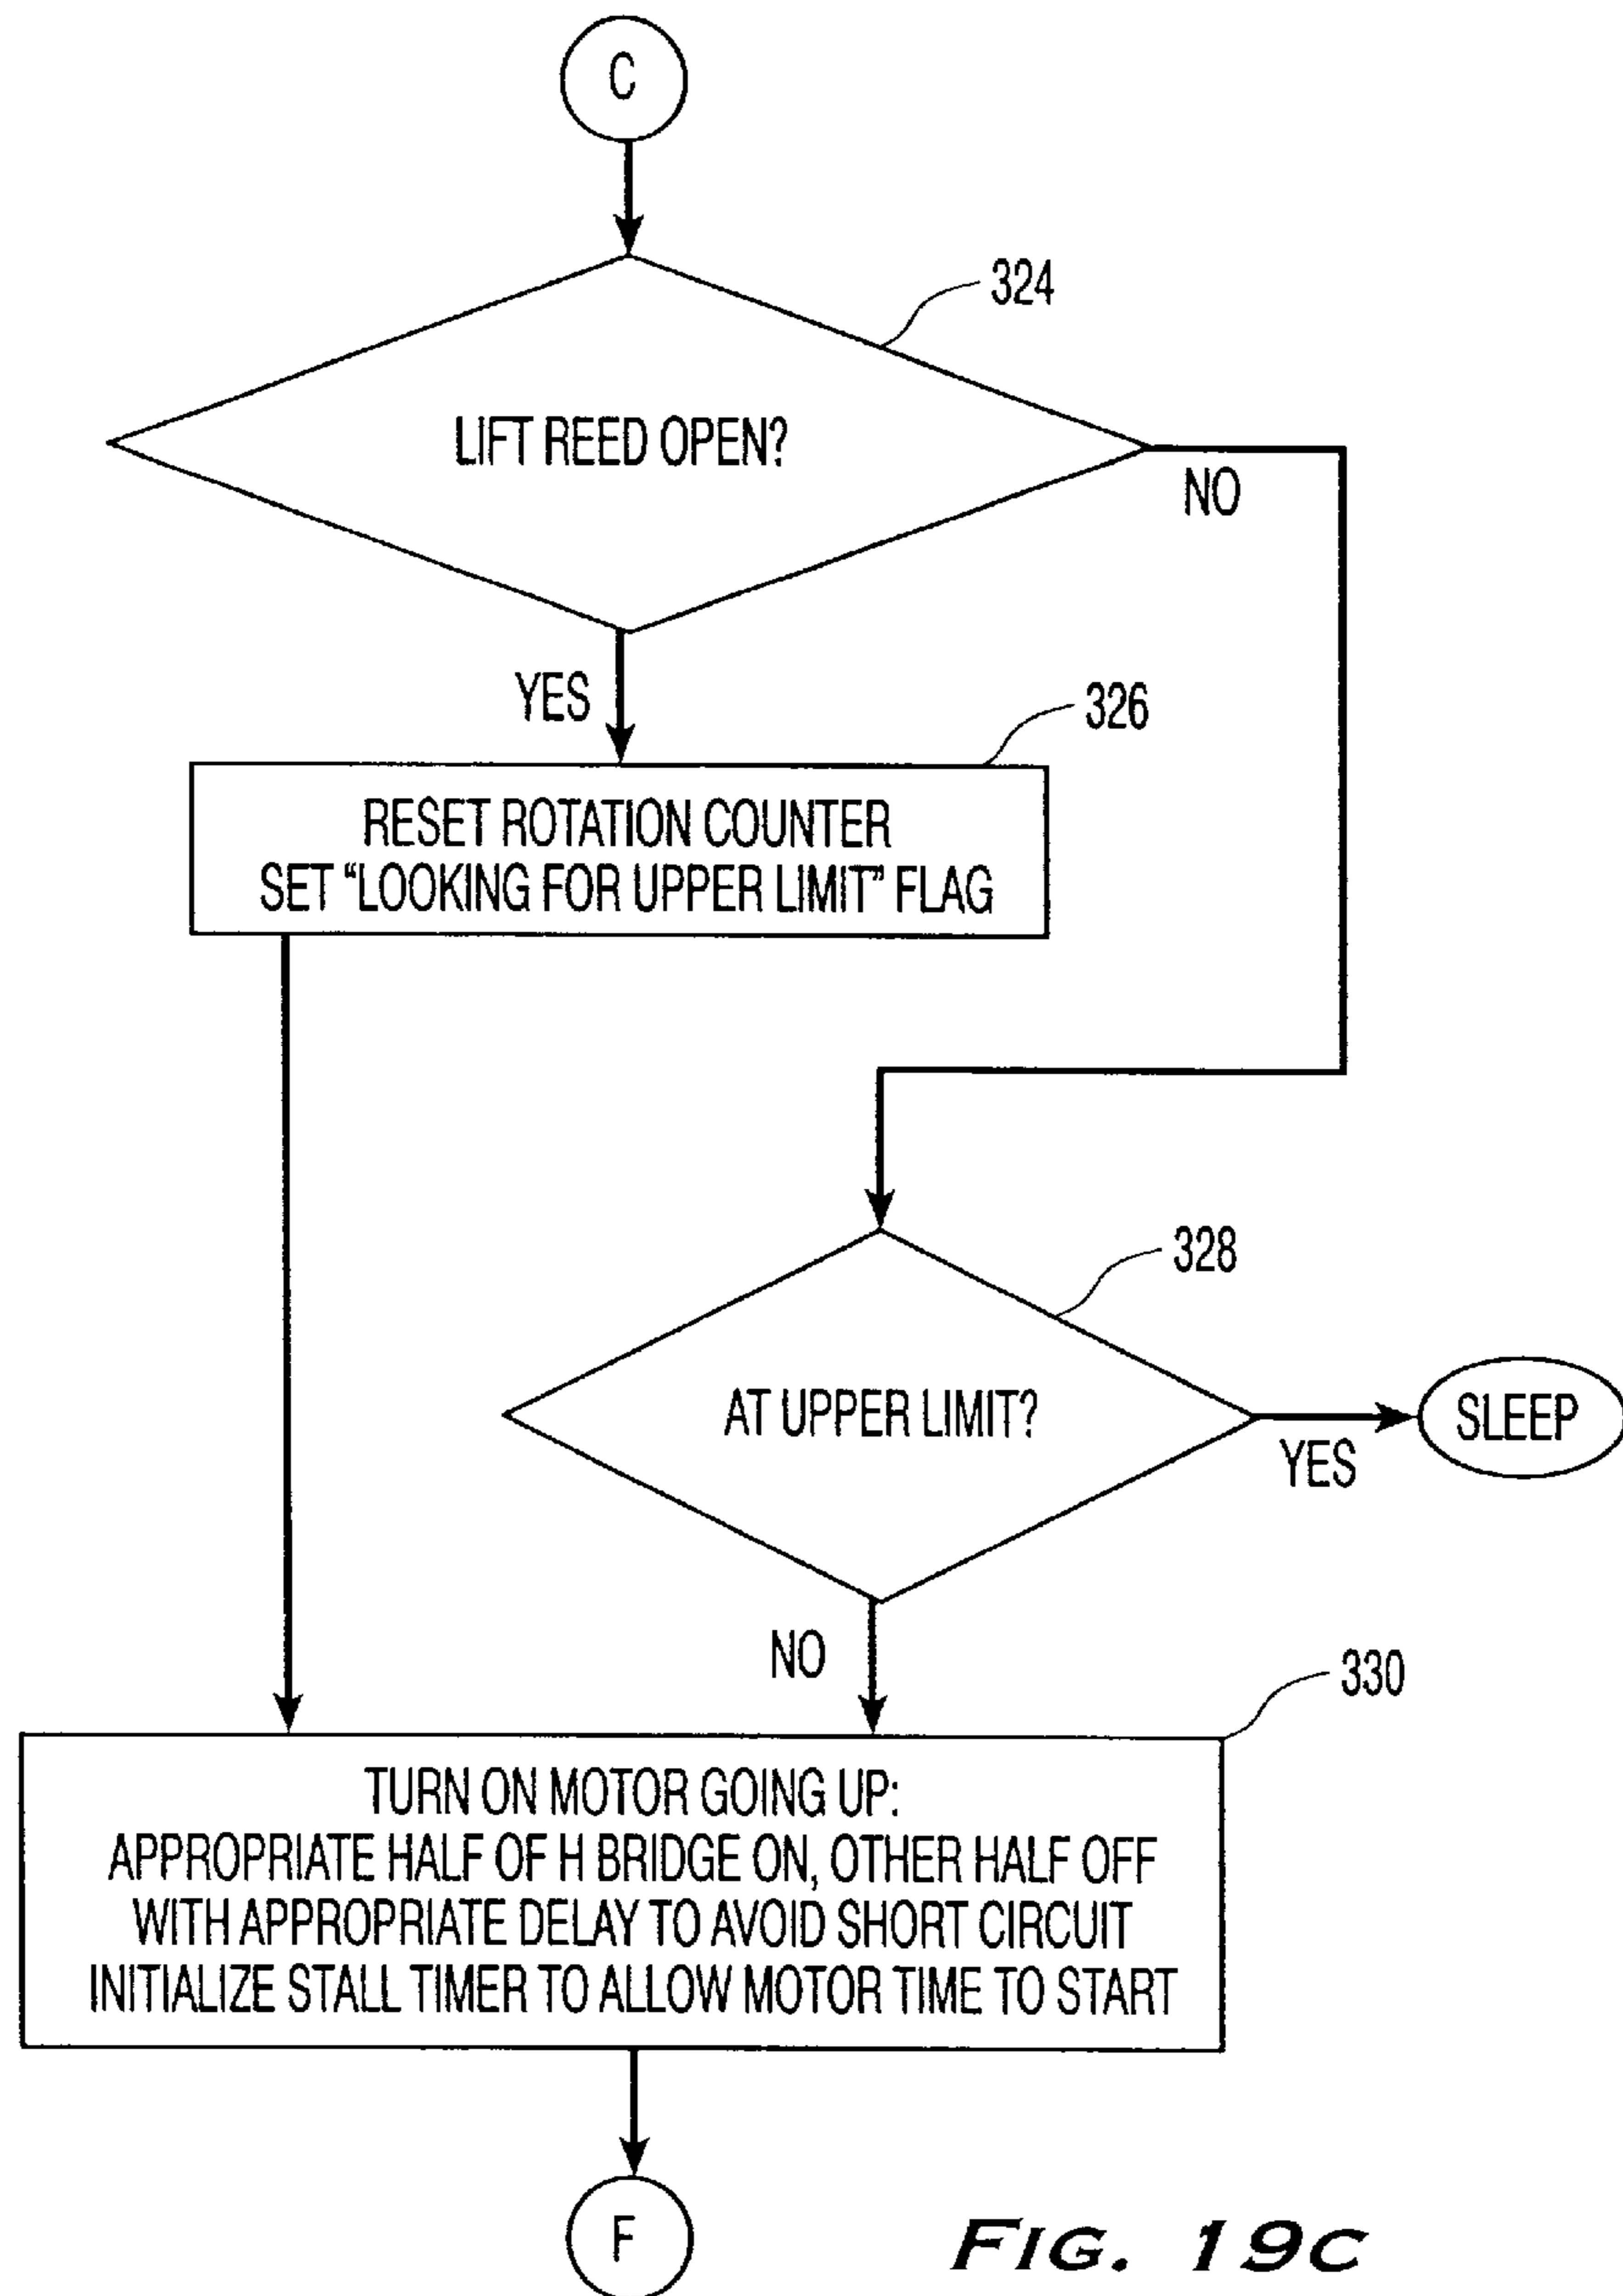 C
324
LIFT REED OPEN?
NO
YES
326
RESET ROTATION COUNTER
SET “LOOKING FOR UPPER LIMIT” FLAG
328
AT UPPER LIMIT?
SLEEP
YES
NO
330
TURN ON MOTOR GOING UP:
APPROPRIATE HALF OF H BRIDGE ON, OTHER HALF OFF
WITH APPROPRIATE DELAY TO AVOID SHORT CIRCUIT
INITIALIZE STALL TIMER TO ALLOW MOTOR TIME TO START
F
FIG. 19C